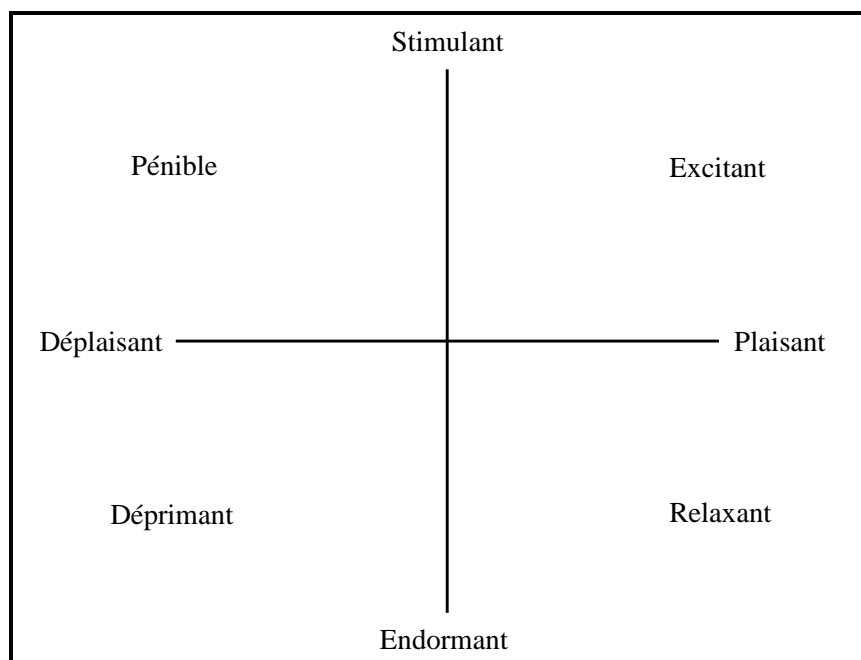 Stimulant
Pénible Excitant
Déplaisant Plaisant
Déprimant Relaxant
Endormant